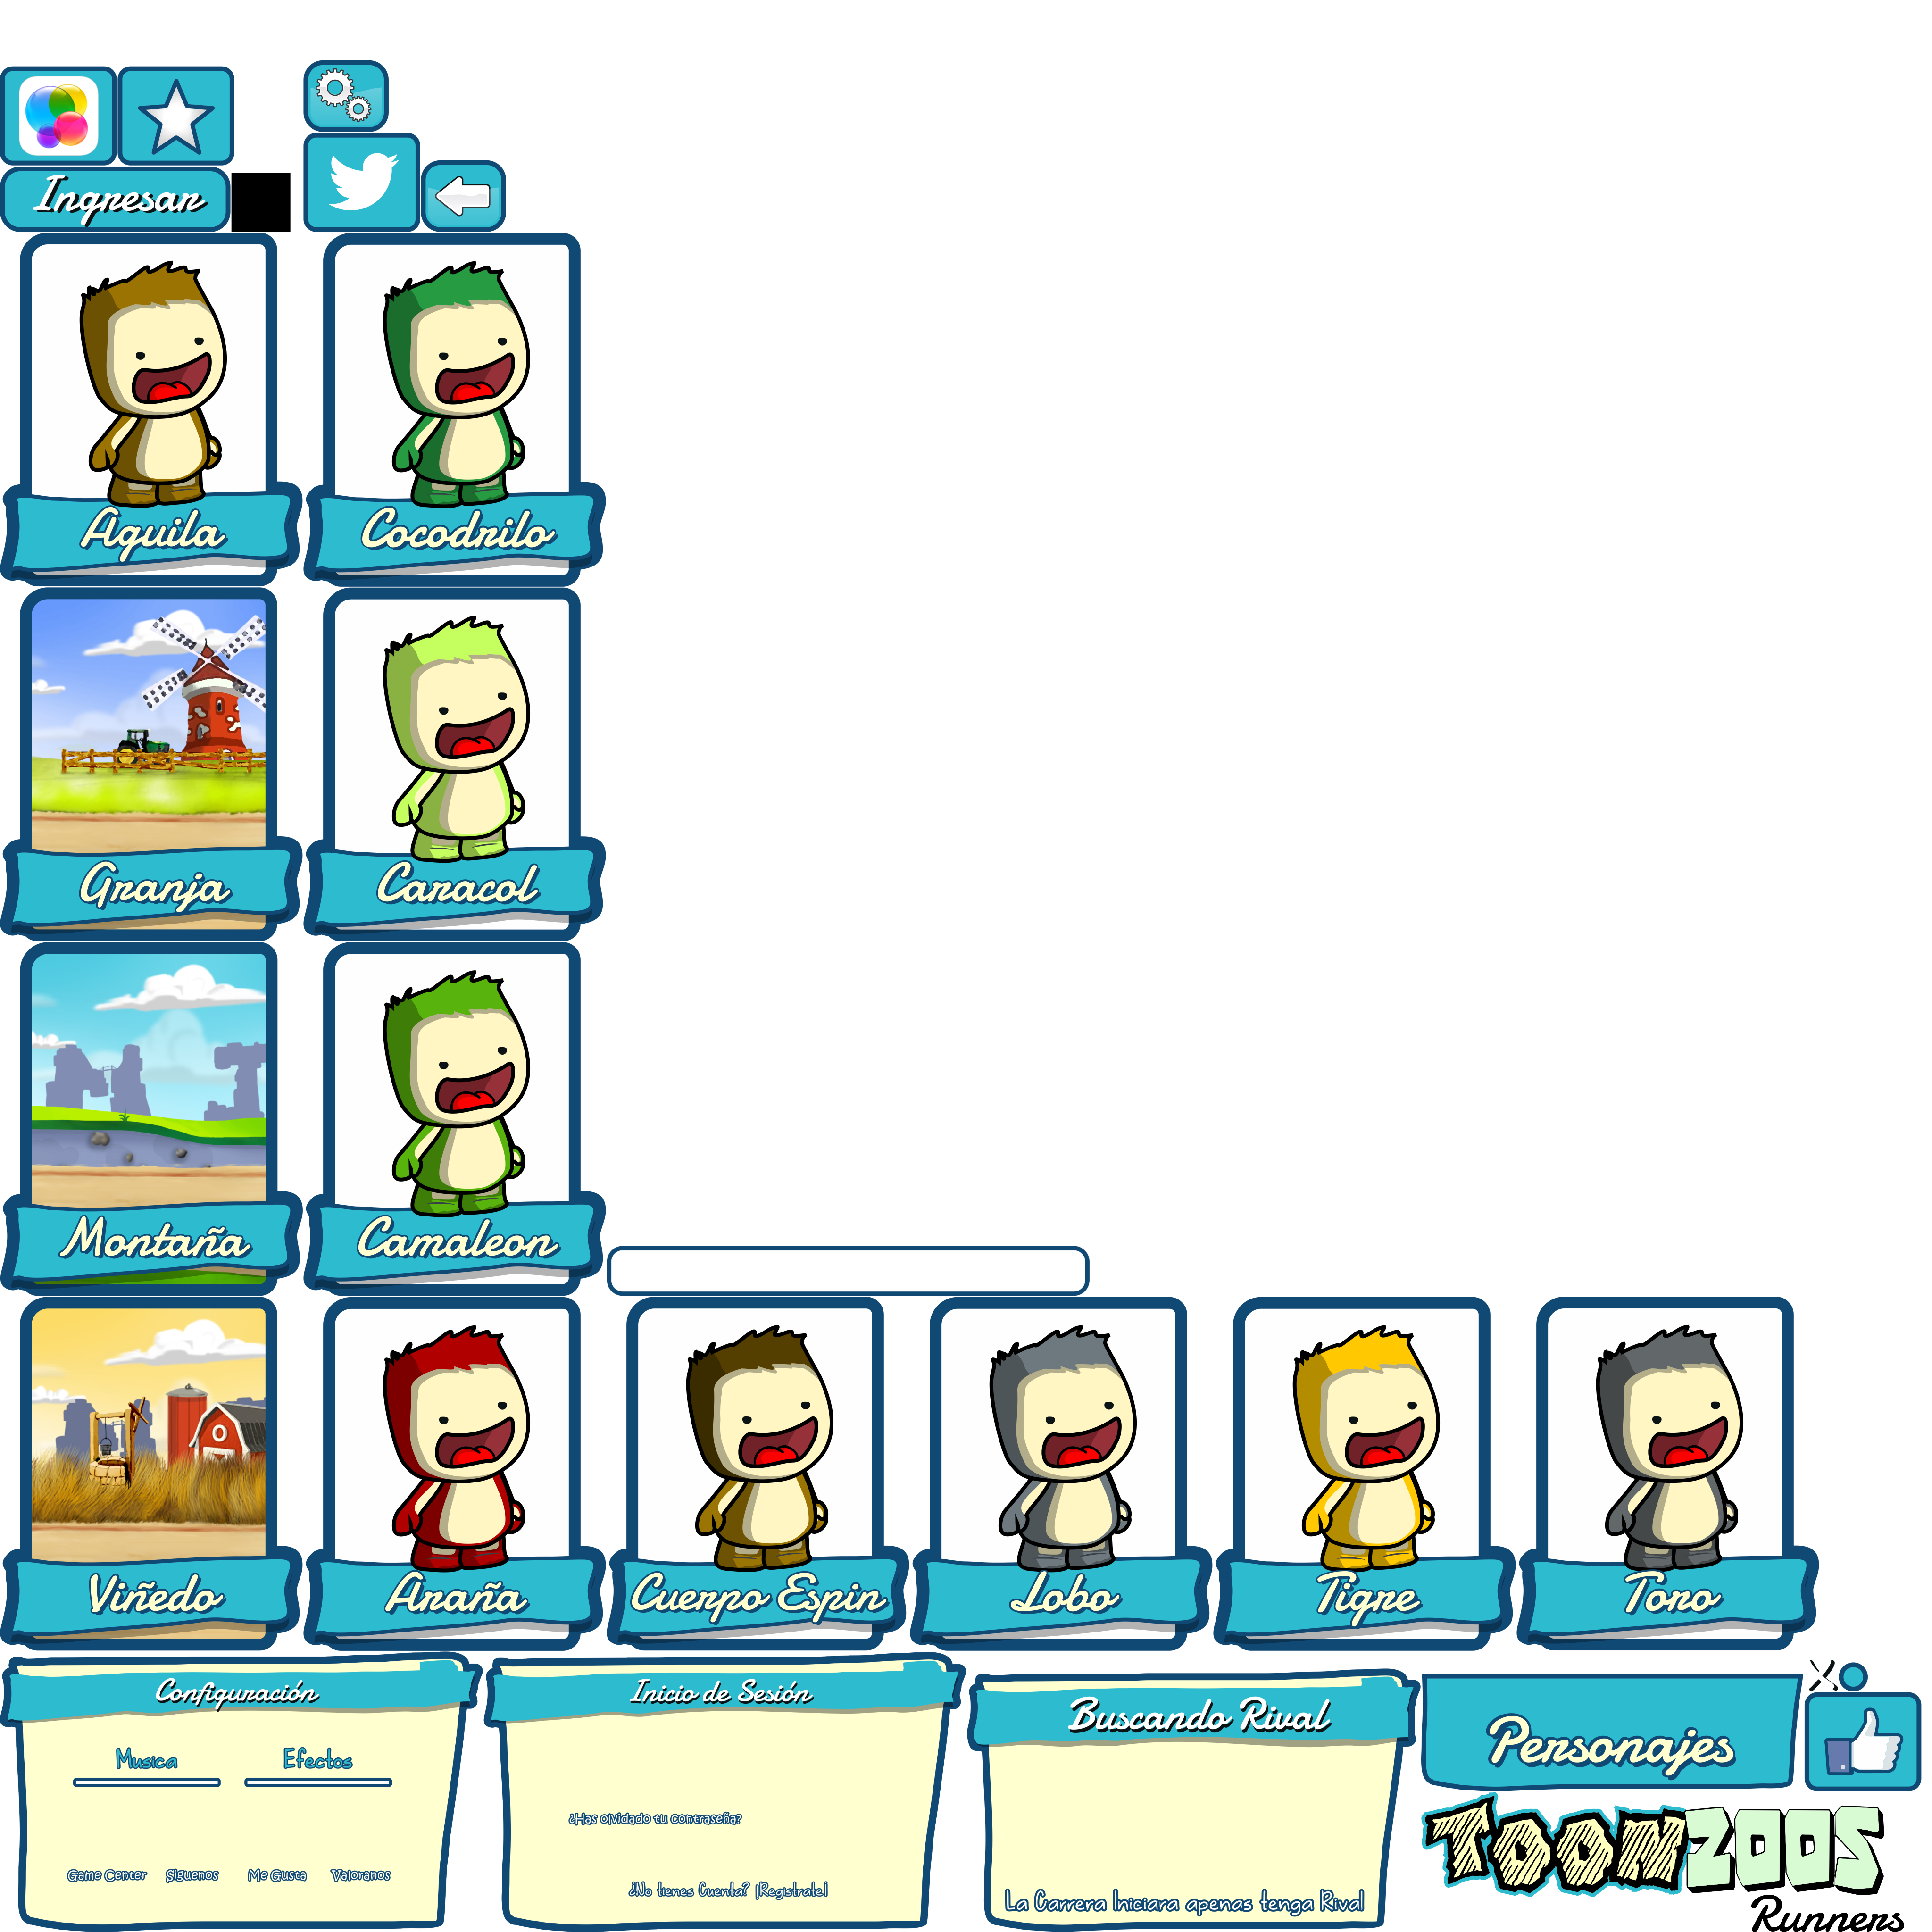 Ingresar
Aguila
Cocodrilo
Granja
Caracol
Montaña
Camaleon
Viñedo
Araña
Cuerpo Espin
Lobo
Tigre
Toro
Configuración
Musica
Efectos
Game Center
Siguenos
Me Gusta
Valoranos
Inicio de Sesión
¿Has olvidado tu contraseña?
¿No tienes Cuenta? ¡Registrate!
Buscando Rival
La Carrera Iniciara apenas tenga Rival
Personajes
X
TOONZOOS
Runners